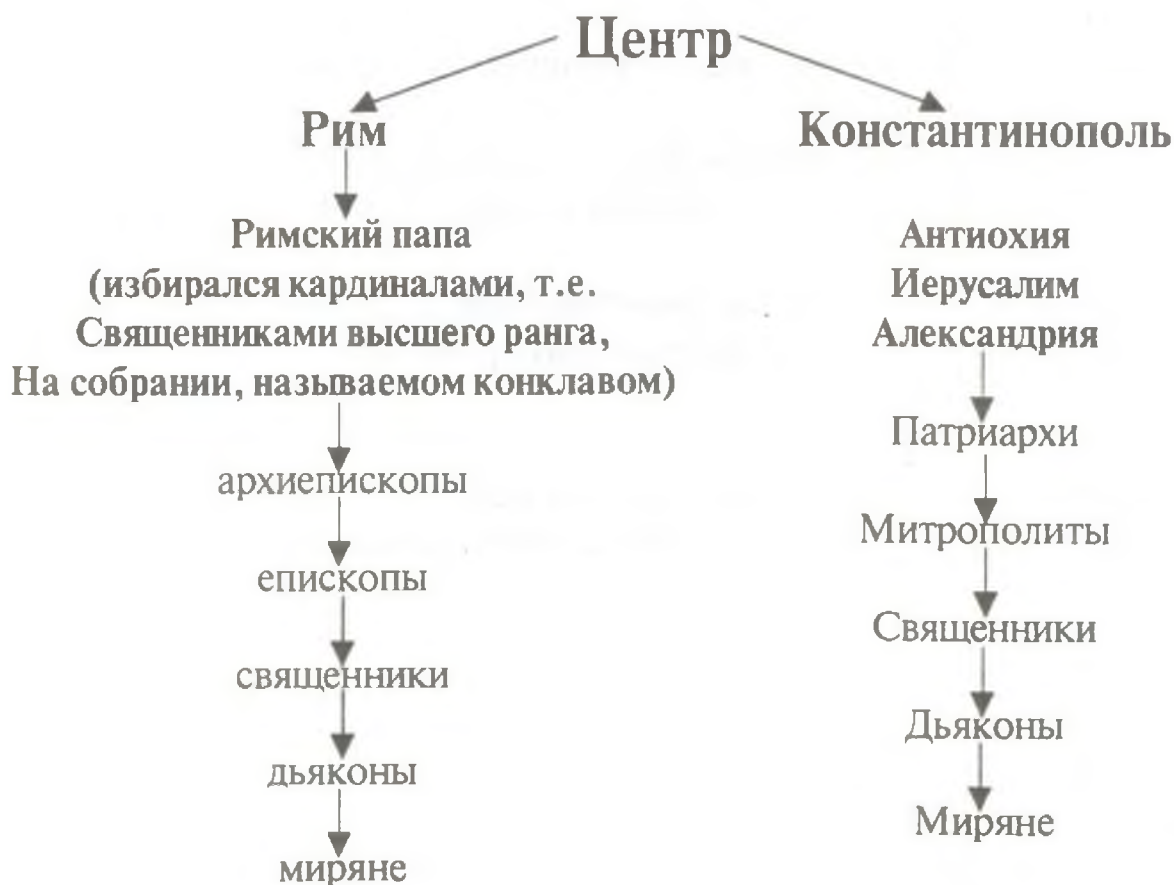 Центр
Рим
Константинополь
Римский папа
(избирался кардиналами, т.е.
Священниками высшего ранга,
На собрании, называемом конклавом)
архиепископы
епископы
священники
дьяконы
миряне
Антиохия
Иерусалим
Александрия
Патриархи
Митрополиты
Священники
Дьяконы
Миряне